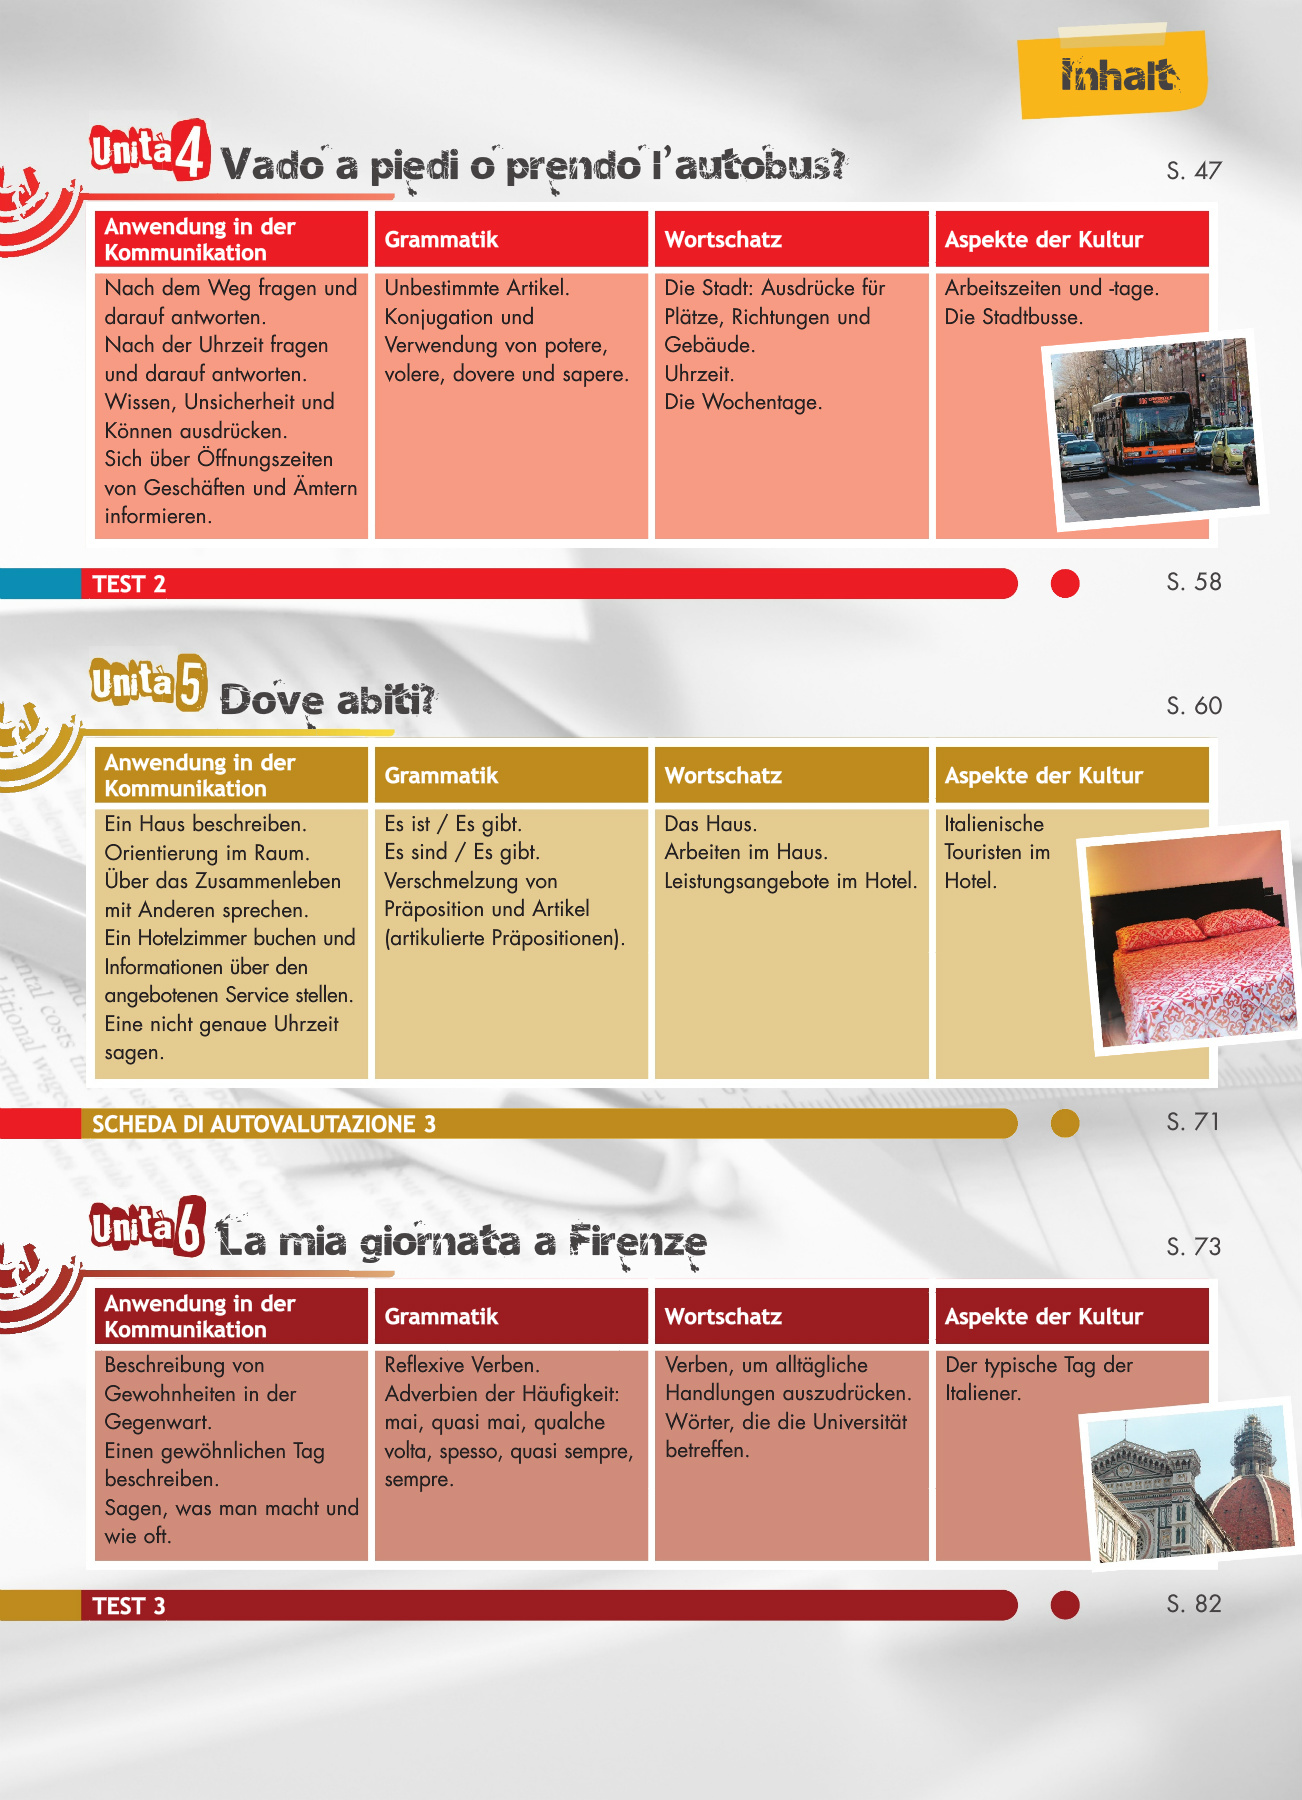 Inhalt
Unità 4 Vado a piedi o prendo l'autobus?
S. 47
Anwendung in der
Kommunikation
Nach dem Weg fragen und
darauf antworten.
Nach der Uhrzeit fragen
und darauf antworten.
Wissen, Unsicherheit und
Können ausdrücken.
Sich über Öffnungszeiten
von Geschäften und Ämtern
informieren.
Grammatik
Unbestimmte Artikel.
Konjugation und
Verwendung von potere,
volere, dovere und sapere.
Wortschatz
Die Stadt: Ausdrücke für
Plätze, Richtungen und
Gebäude.
Uhrzeit.
Die Wochentage.
Aspekte der Kultur
Arbeitszeiten und -tage.
Die Stadtbusse.
TEST 2
S. 58
Unità 5 Dove abiti?
S. 60
Anwendung in der
Kommunikation
Ein Haus beschreiben.
Orientierung im Raum.
Über das Zusammenleben
mit Anderen sprechen.
Ein Hotelzimmer buchen und
Informationen über den
angebotenen Service stellen.
Eine nicht genaue Uhrzeit
sagen.
Grammatik
Es ist / Es gibt.
Es sind / Es gibt.
Verschmelzung von
Präposition und Artikel
(artikulierte Präpositionen).
Wortschatz
Das Haus.
Arbeiten im Haus.
Leistungsangebote im Hotel.
Aspekte der Kultur
Italienische
Touristen im
Hotel.
SCHEDA DI AUTOVALUTAZIONE 3
S. 71
Unità 6 La mia giornata a Firenze
S. 73
Anwendung in der
Kommunikation
Beschreibung von
Gewohnheiten in der
Gegenwart.
Einen gewöhnlichen Tag
beschreiben.
Sagen, was man macht und
wie oft.
Grammatik
Reflexive Verben.
Adverbien der Häufigkeit:
mai, quasi mai, qualche
volta, spesso, quasi sempre,
sempre.
Wortschatz
Verben, um alltägliche
Handlungen auszudrücken.
Wörter, die die Universität
betreffen.
Aspekte der Kultur
Der typische Tag der
Italiener.
TEST 3
S. 82